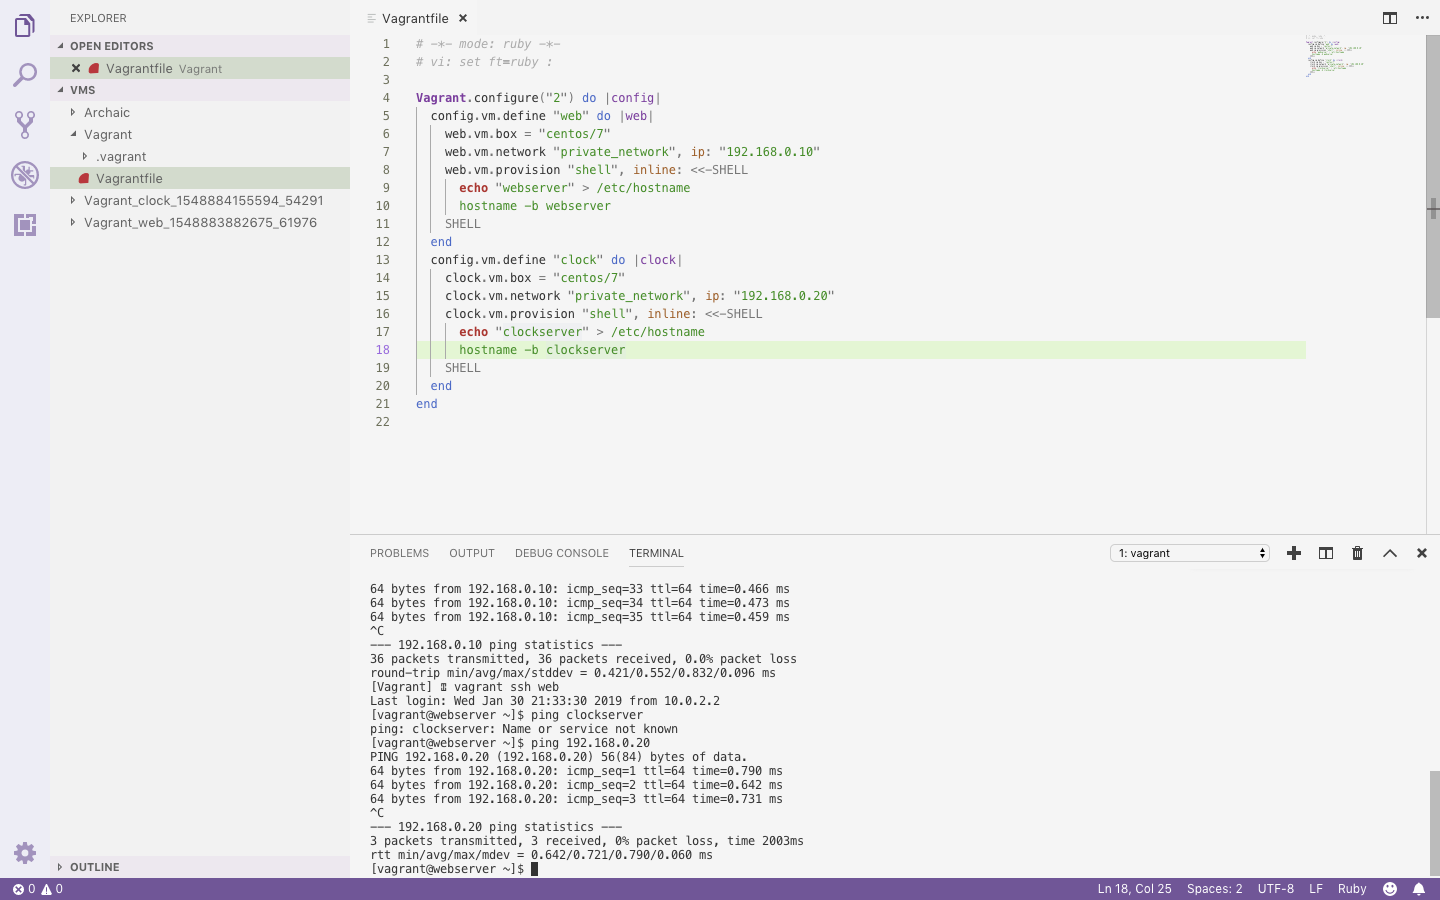 EXPLORER
OPEN EDITORS
Vagrantfile Vagrant
VMS
Archaic
Vagrant
.vagrant
Vagrantfile
Vagrant_clock_1548884155594_54291
Vagrant_web_1548883882675_61976
OUTLINE
Vagrantfile
1 # -*- mode: ruby -*-
2 # vi: set ft=ruby :
3
4 Vagrant.configure("2") do |config|
5 config.vm.define "web" do |web|
6 web.vm.box = "centos/7"
7 web.vm.network "private_network", ip: "192.168.0.10"
8 web.vm.provision "shell", inline: <<-SHELL
9 echo "webserver" > /etc/hostname
10 hostname -b webserver
11 SHELL
12 end
13 config.vm.define "clock" do |clock|
14 clock.vm.box = "centos/7"
15 clock.vm.network "private_network", ip: "192.168.0.20"
16 clock.vm.provision "shell", inline: <<-SHELL
17 echo "clockserver" > /etc/hostname
18 hostname -b clockserver
19 SHELL
20 end
21 end
22
PROBLEMS OUTPUT DEBUG CONSOLE TERMINAL 1: vagrant
64 bytes from 192.168.0.10: icmp_seq=33 ttl=64 time=0.466 ms
64 bytes from 192.168.0.10: icmp_seq=34 ttl=64 time=0.473 ms
64 bytes from 192.168.0.10: icmp_seq=35 ttl=64 time=0.459 ms
^C
--- 192.168.0.10 ping statistics ---
36 packets transmitted, 36 packets received, 0.0% packet loss
round-trip min/avg/max/stddev = 0.421/0.552/0.832/0.096 ms
[Vagrant] vagrant ssh web
Last login: Wed Jan 30 21:33:30 2019 from 10.0.2.2
[vagrant@webserver ~]$ ping clockserver
ping: clockserver: Name or service not known
[vagrant@webserver ~]$ ping 192.168.0.20
PING 192.168.0.20 (192.168.0.20) 56(84) bytes of data.
64 bytes from 192.168.0.20: icmp_seq=1 ttl=64 time=0.790 ms
64 bytes from 192.168.0.20: icmp_seq=2 ttl=64 time=0.642 ms
64 bytes from 192.168.0.20: icmp_seq=3 ttl=64 time=0.731 ms
^C
--- 192.168.0.20 ping statistics ---
3 packets transmitted, 3 received, 0% packet loss, time 2003ms
rtt min/avg/max/mdev = 0.642/0.721/0.790/0.060 ms
[vagrant@webserver ~]$
0 0 Ln 18, Col 25 Spaces: 2 UTF-8 LF Ruby